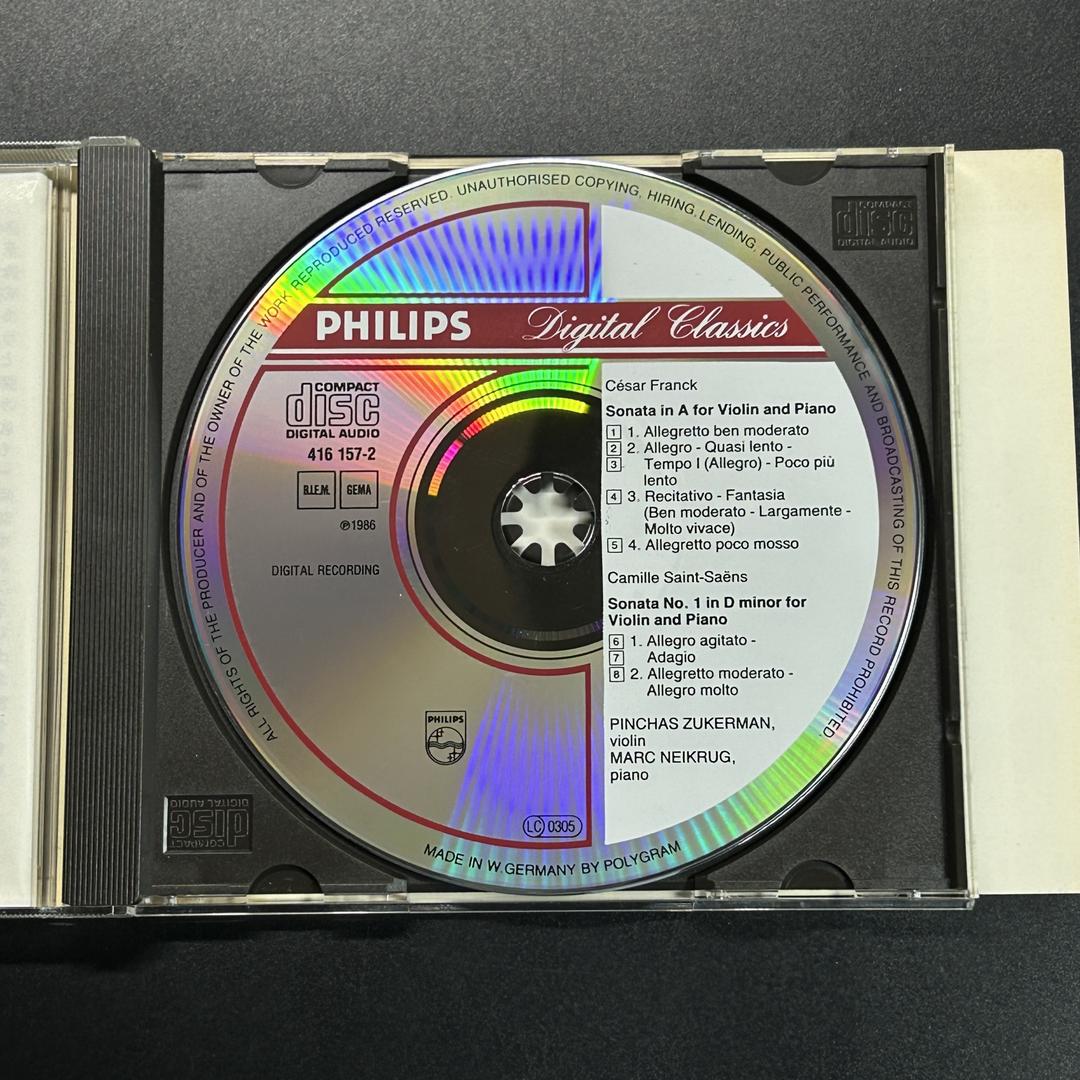 ALL RIGHTS OF THE PRODUCER AND OF THE OWNER OF THE WORK REPRODUCED RESERVED. UNAUTHORISED COPYING, HIRING, LENDING, PUBLIC PERFORMANCE AND BROADCASTING OF THIS RECORD PROHIBITED.
PHILIPS Digital Classics
COMPACT
disc
DIGITAL AUDIO
416 157-2
B.I.E.M. GEMA
℗1986
DIGITAL RECORDING
PHILIPS
LC 0305
César Franck
Sonata in A for Violin and Piano
1 1. Allegretto ben moderato
2 2. Allegro - Quasi lento -
3 Tempo I (Allegro) - Poco più
lento
4 3. Recitativo - Fantasia
(Ben moderato - Largamente -
Molto vivace)
5 4. Allegretto poco mosso
Camille Saint-Saëns
Sonata No. 1 in D minor for
Violin and Piano
6 1. Allegro agitato -
7 Adagio
8 2. Allegretto moderato -
Allegro molto
PINCHAS ZUKERMAN,
violin
MARC NEIKRUG,
piano
MADE IN W. GERMANY BY POLYGRAM
COMPACT
disc
DIGITAL AUDIO
COMPACT
disc
DIGITAL AUDIO